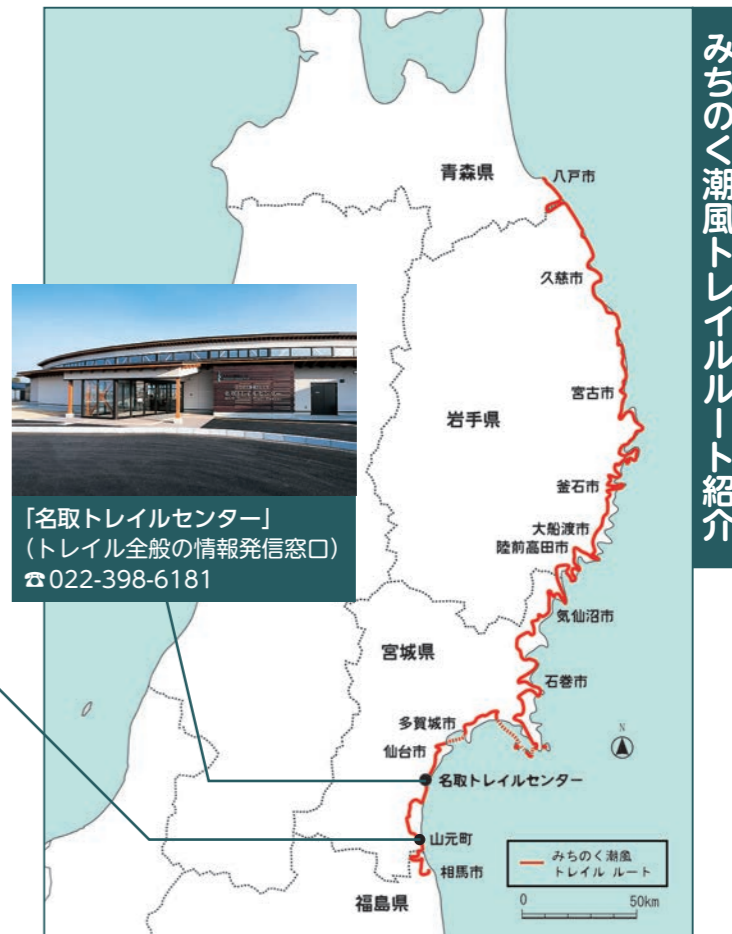 みちのく潮風トレイルルート紹介
青森県
八戸市
久慈市
宮古市
岩手県
釜石市
大船渡市
陸前高田市
気仙沼市
宮城県
石巻市
多賀城市
仙台市
N
名取トレイルセンター
山元町
相馬市
福島県
みちのく潮風
トレイル ルート
0 50km
「名取トレイルセンター」
(トレイル全般の情報発信窓口)
☎022-398-6181